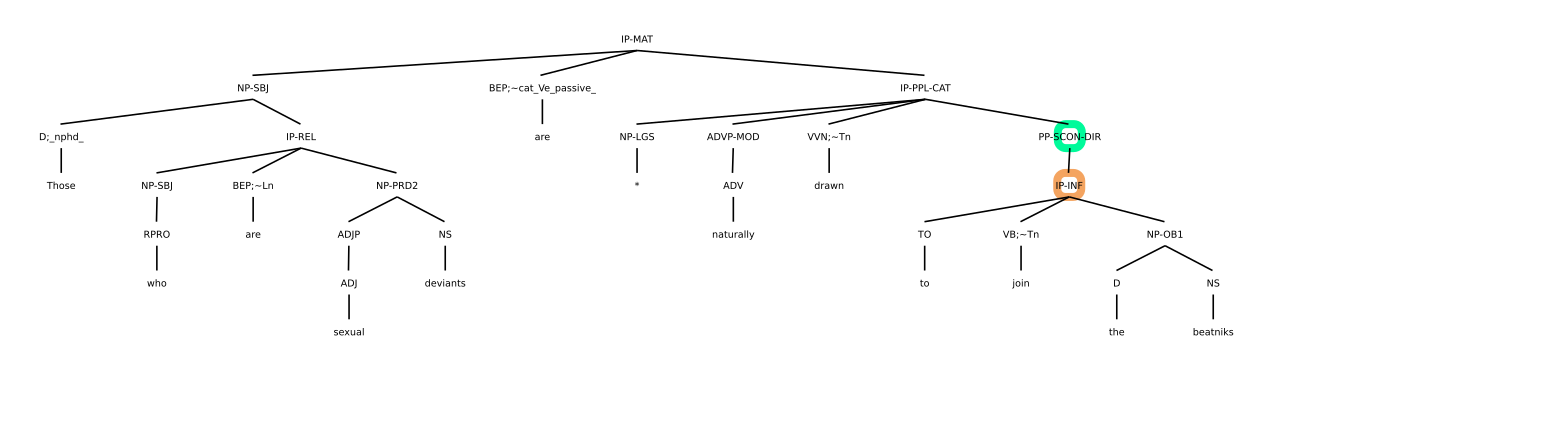 IP-MAT
NP-SBJ BEP;~cat_Ve_passive_ IP-PPL-CAT
D;_nphd_ IP-REL are NP-LGS ADVP-MOD VVN;~Tn PP-SCON-DIR
Those NP-SBJ BEP;~Ln NP-PRD2 * ADV drawn IP-INF
RPRO are ADJP NS naturally TO VB;~Tn NP-OB1
who ADJ deviants to join D NS
sexual the beatniks